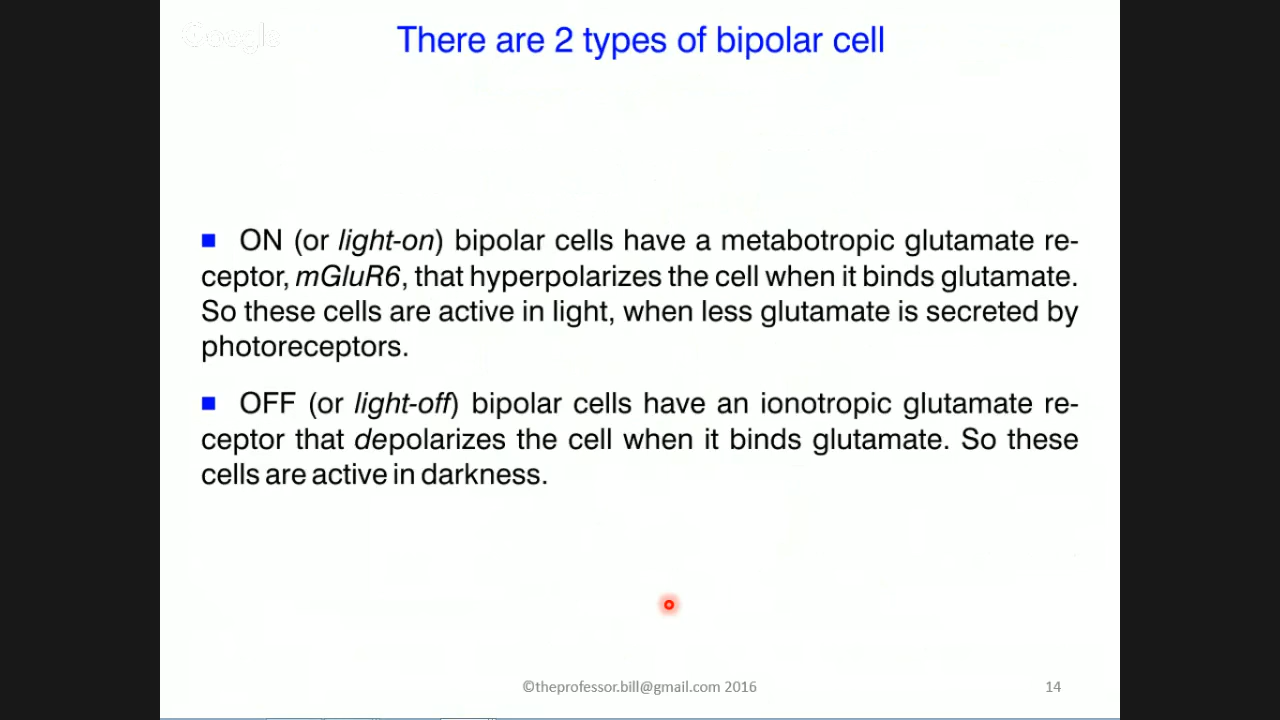 Google
There are 2 types of bipolar cell
■ ON (or light-on) bipolar cells have a metabotropic glutamate re-
ceptor, mGluR6, that hyperpolarizes the cell when it binds glutamate.
So these cells are active in light, when less glutamate is secreted by
photoreceptors.
■ OFF (or light-off) bipolar cells have an ionotropic glutamate re-
ceptor that depolarizes the cell when it binds glutamate. So these
cells are active in darkness.
©theprofessor.bill@gmail.com 2016
14